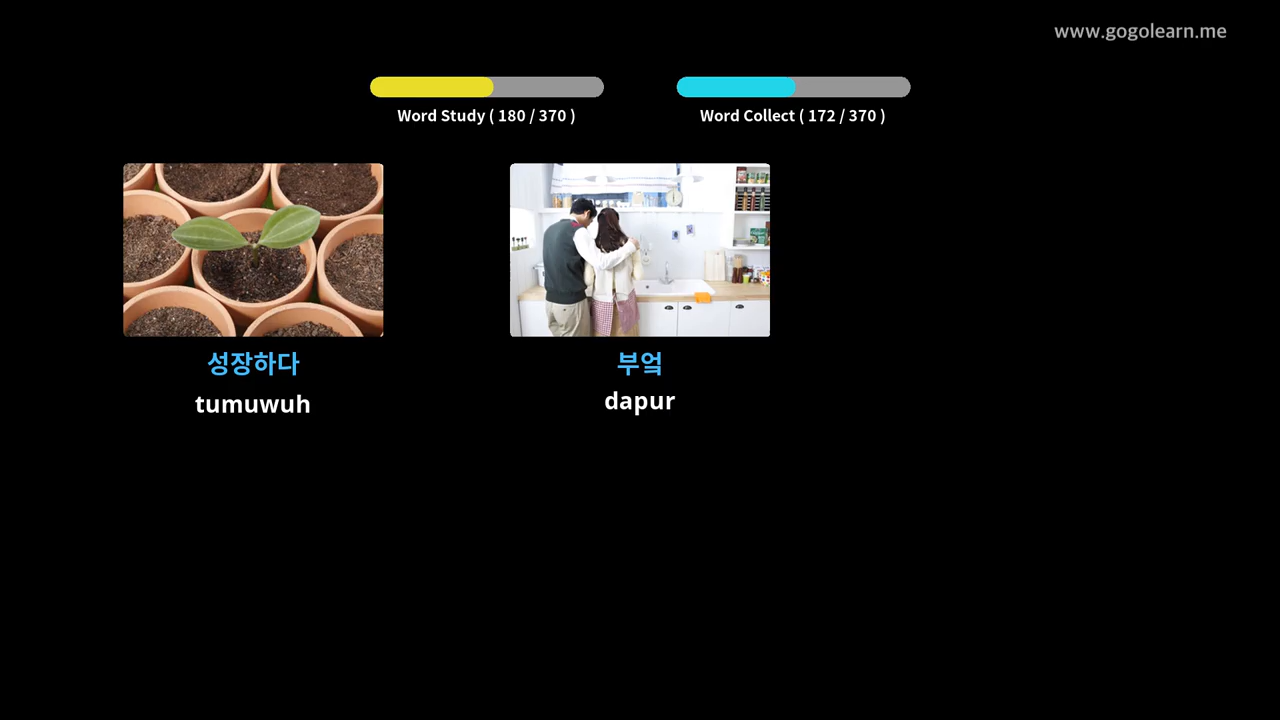 www.gogolearn.me
Word Study ( 180 / 370 )
Word Collect ( 172 / 370 )
성장하다
tumuwuh
부엌
dapur